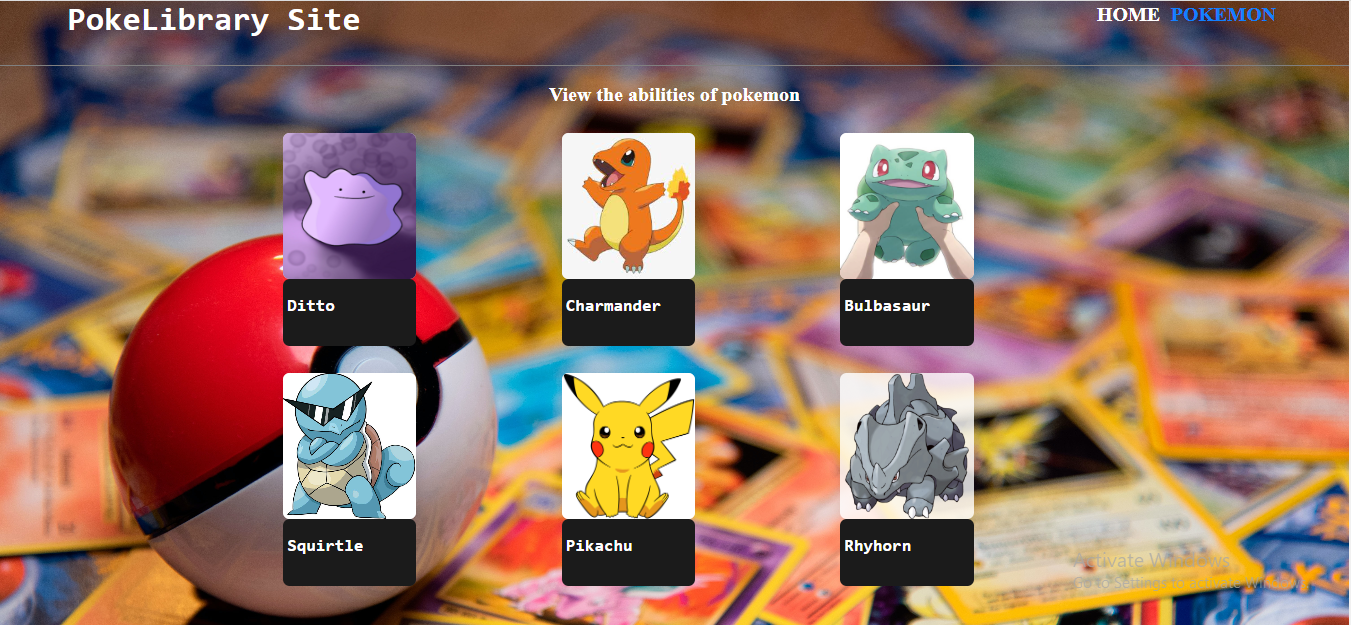 PokeLibrary Site
HOME POKEMON
View the abilities of pokemon
Ditto
Charmander
Bulbasaur
Squirtle
Pikachu
Rhyhorn
Activate Windows
Go to Settings to activate Windows.